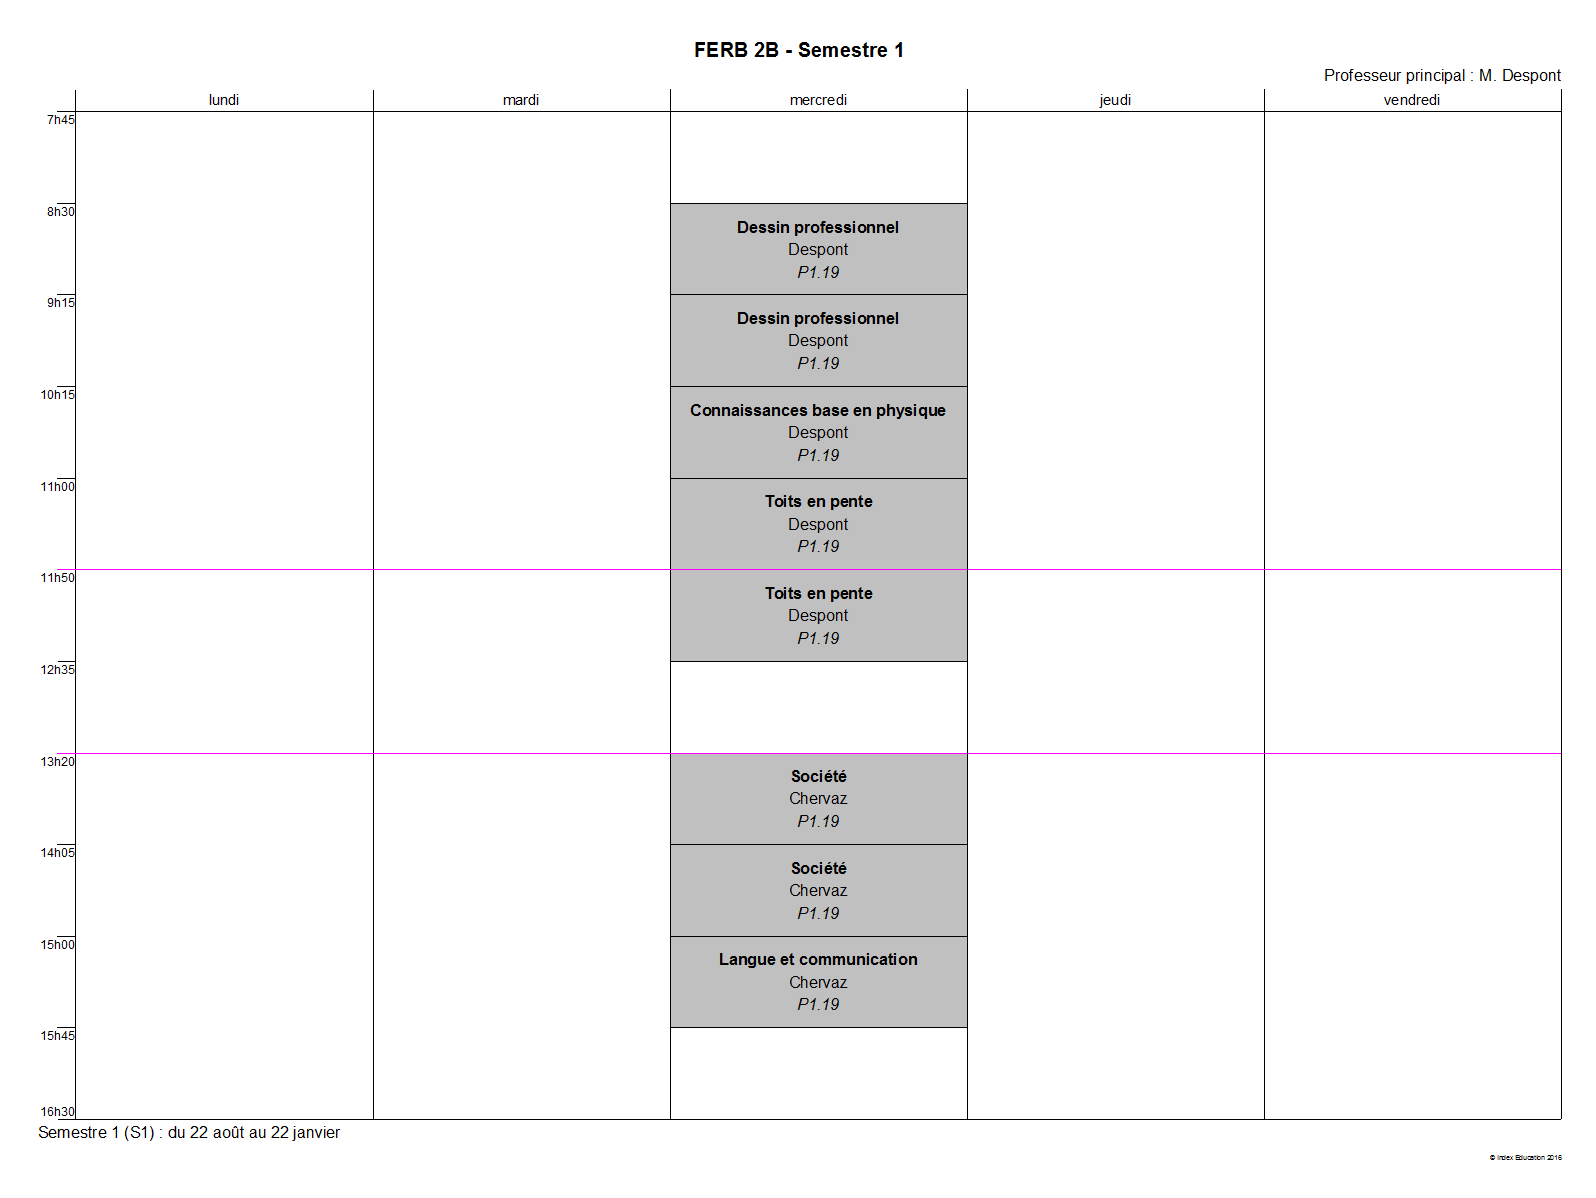 FERB 2B - Semestre 1
Professeur principal : M. Despont
lundi
mardi
mercredi
jeudi
vendredi
7h45
8h30
Dessin professionnel
Despont
P1.19
9h15
Dessin professionnel
Despont
P1.19
10h15
Connaissances base en physique
Despont
P1.19
11h00
Toits en pente
Despont
P1.19
11h50
Toits en pente
Despont
P1.19
12h35
13h20
Société
Chervaz
P1.19
14h05
Société
Chervaz
P1.19
15h00
Langue et communication
Chervaz
P1.19
15h45
16h30
Semestre 1 (S1) : du 22 août au 22 janvier
© Index Education 2016